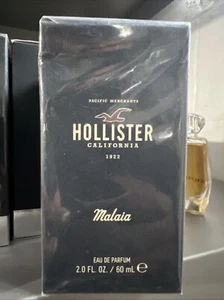 PACIFIC MERCHANTS
HOLLISTER
CALIFORNIA
1922
Malaia
EAU DE PARFUM
2.0 FL. OZ. / 60 mL ℮